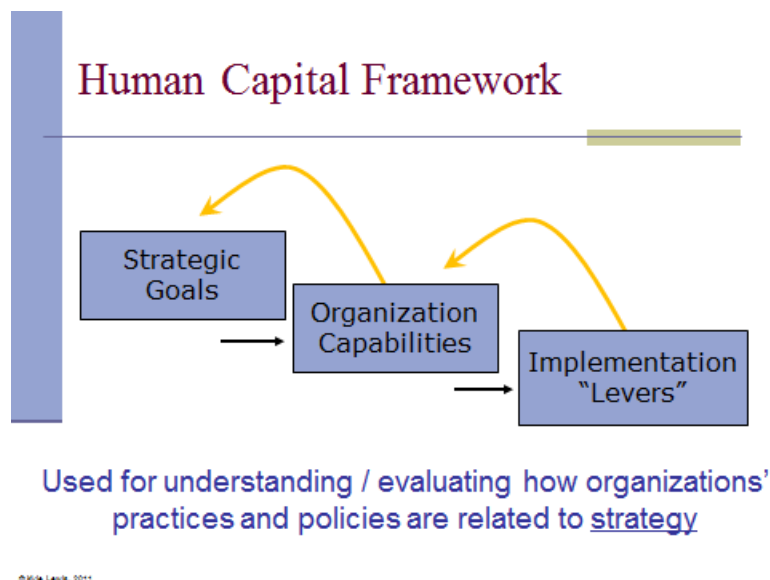 Human Capital Framework
Strategic
Goals
Organization
Capabilities
Implementation
“Levers”
Used for understanding / evaluating how organizations’
practices and policies are related to strategy
2011